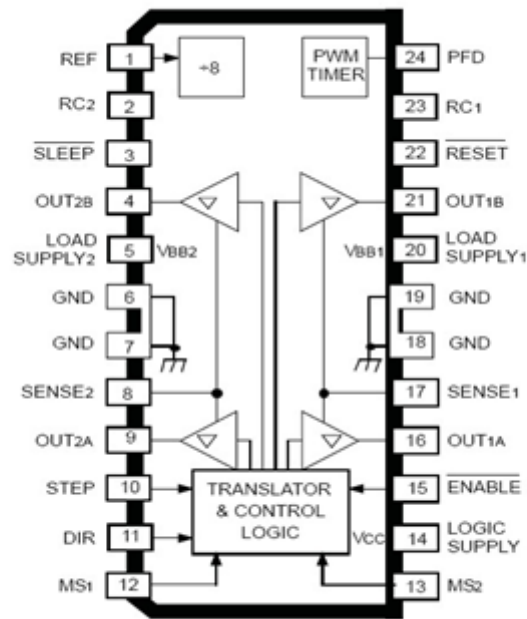 REF 1
÷8
PWM
TIMER
24 PFD
RC2 2
23 RC1
SLEEP 3
22 RESET
OUT2B 4
21 OUT1B
LOAD
SUPPLY2 5
VBB2
VBB1
20 LOAD
SUPPLY1
GND 6
19 GND
GND 7
18 GND
SENSE2 8
17 SENSE1
OUT2A 9
16 OUT1A
STEP 10
TRANSLATOR
& CONTROL
LOGIC
15 ENABLE
DIR 11
VCC
14 LOGIC
SUPPLY
MS1 12
13 MS2